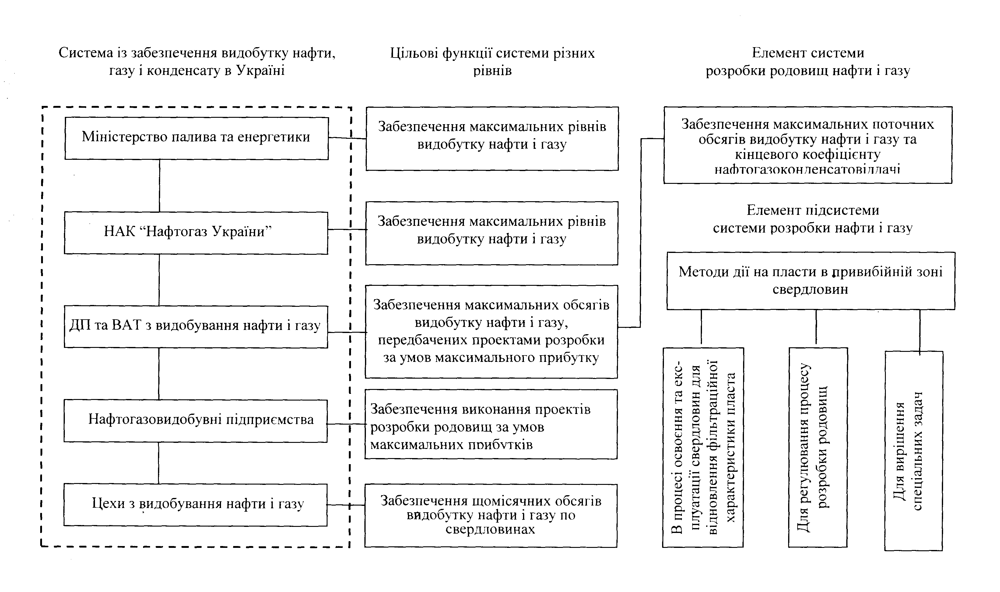 Система із забезпечення видобутку нафти,
газу і конденсату в Україні
Цільові функції системи різних
рівнів
Елемент системи
розробки родовищ нафти і газу
Міністерство палива та енергетики
НАК “Нафтогаз України”
ДП та ВАТ з видобування нафти і газу
Нафтогазовидобувні підприємства
Цехи з видобування нафти і газу
Забезпечення максимальних рівнів
видобутку нафти і газу
Забезпечення максимальних рівнів
видобутку нафти і газу
Забезпечення максимальних обсягів
видобутку нафти і газу,
передбачених проектами розробки
за умов максимального прибутку
Забезпечення виконання проектів
розробки родовищ за умов
максимальних прибутків
Забезпечення щомісячних обсягів
видобутку нафти і газу по
свердловинах
Забезпечення максимальних поточних
обсягів видобутку нафти і газу та
кінцевого коефіцієнту
нафтогазоконденсатовіддачі
Елемент підсистеми
системи розробки нафти і газу
Методи дії на пласти в привибійній зоні
свердловин
В процесі освоєння та екс-
плуатації свердловин для
відновлення фільтраційної
характеристики пласта
Для регулювання процесу
розробки родовищ
Для вирішення
спеціальних задач